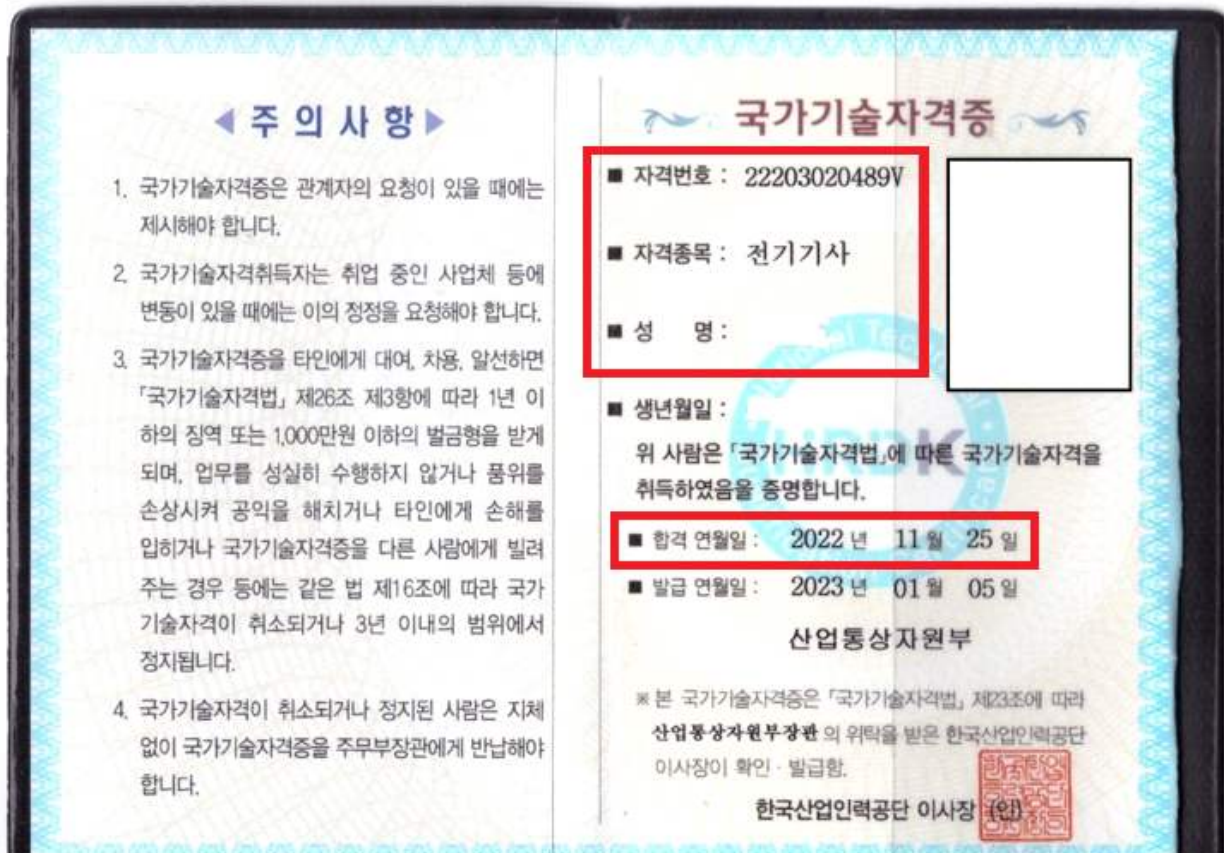 ◀주의사항▶
1. 국가기술자격증은 관계자의 요청이 있을 때에는
제시해야 합니다.
2. 국가기술자격취득자는 취업 중인 사업체 등에
변동이 있을 때에는 이의 정정을 요청해야 합니다.
3. 국가기술자격증을 타인에게 대여, 차용, 알선하면
「국가기술자격법」 제26조 제3항에 따라 1년 이
하의 징역 또는 1,000만원 이하의 벌금형을 받게
되며, 업무를 성실히 수행하지 않거나 품위를
손상시켜 공익을 해치거나 타인에게 손해를
입히거나 국가기술자격증을 다른 사람에게 빌려
주는 경우 등에는 같은 법 제16조에 따라 국가
기술자격이 취소되거나 3년 이내의 범위에서
정지됩니다.
4. 국가기술자격이 취소되거나 정지된 사람은 지체
없이 국가기술자격증을 주무부장관에게 반납해야
합니다.
국가기술자격증
■ 자격번호 : 22203020489V
■ 자격종목 : 전기기사
■ 성 명 :
■ 생년월일 :
위 사람은 「국가기술자격법」에 따른 국가기술자격을
취득하였음을 증명합니다.
■ 합격 연월일 : 2022 년 11 월 25 일
■ 발급 연월일 : 2023 년 01 월 05 일
산업통상자원부
※ 본 국가기술자격증은 「국가기술자격법」 제23조에 따라
산업통상자원부장관 의 위탁을 받은 한국산업인력공단
이사장이 확인 · 발급함.
한국산업인력공단 이사장 (인)